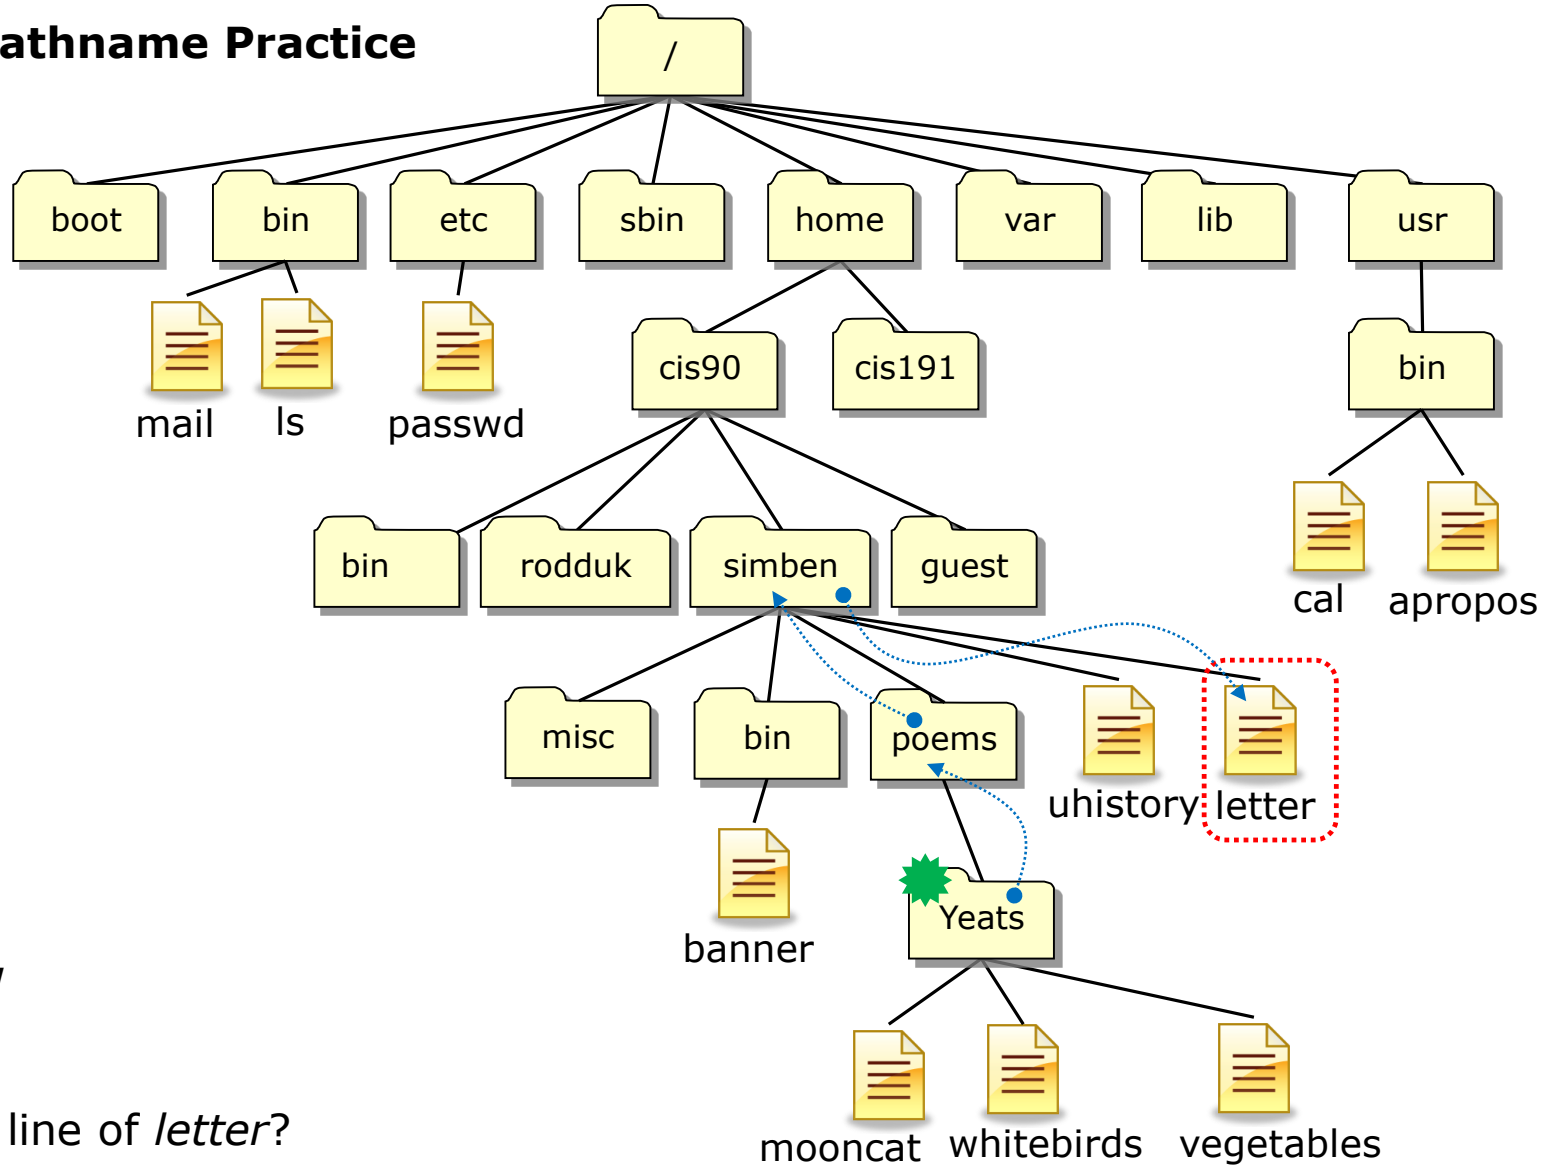 athname Practice
/
boot bin etc sbin home var lib usr
mail ls passwd cis90 cis191 bin
bin rodduk simben guest cal apropos
misc bin poems uhistory letter
banner Yeats
mooncat whitebirds vegetables
line of letter?